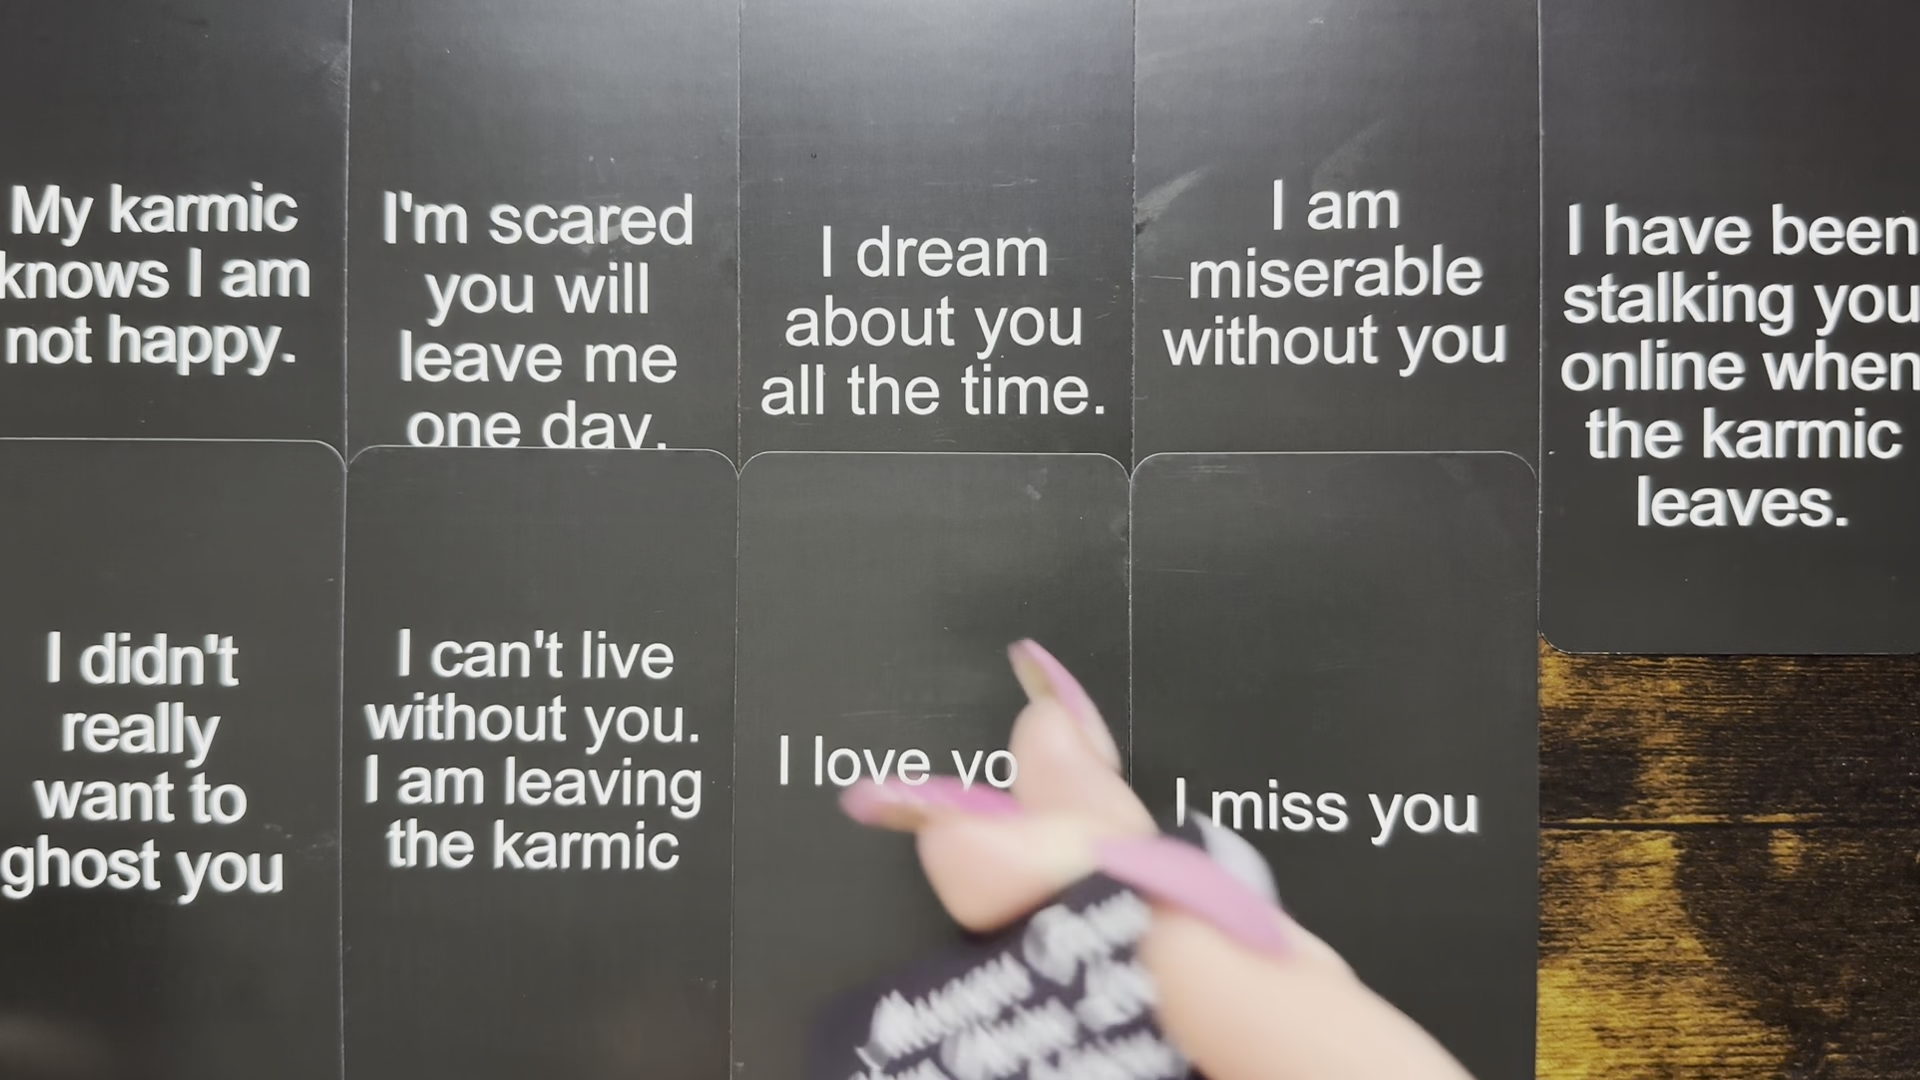 My karmic
knows I am
not happy.
I'm scared
you will
leave me
one day.
I dream
about you
all the time.
I am
miserable
without you
I have been
stalking you
online when
the karmic
leaves.
I didn't
really
want to
ghost you
I can't live
without you.
I am leaving
the karmic
I love yo
I miss you